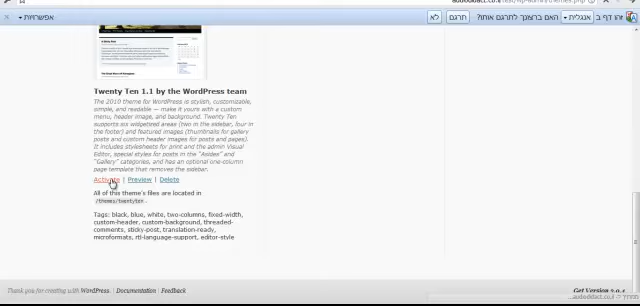 זהו דף ב אנגלית האם ברצונך לתרגם אותו? תרגם לא אפשרויות
Twenty Ten 1.1 by the WordPress team
The 2010 theme for WordPress is stylish, customizable,
simple, and readable — make it yours with a custom
menu, header image, and background. Twenty Ten
supports six widgetized areas (two in the sidebar, four in
the footer) and featured images (thumbnails for gallery
posts and custom header images for posts and pages).
It includes stylesheets for print and the admin Visual
Editor, special styles for posts in the "Asides" and
"Gallery" categories, and has an optional one-column
page template that removes the sidebar.
Activate | Preview | Delete
All of this theme's files are located in
/themes/twentyten.
Tags: black, blue, white, two-columns, fixed-width,
custom-header, custom-background, threaded-
comments, sticky-post, translation-ready,
microformats, rtl-language-support, editor-style
Thank you for creating with WordPress. | Documentation | Feedback
Get Version